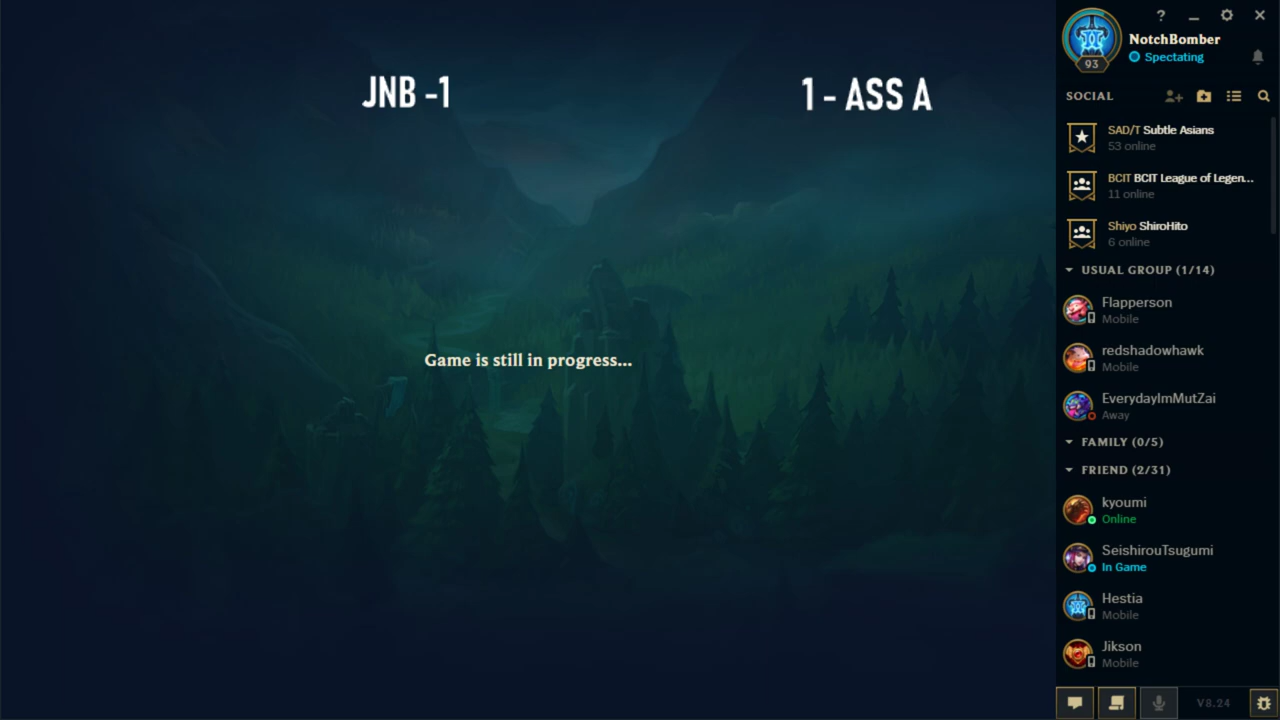 JNB -1
1 - ASS A
Game is still in progress...
?
NotchBomber
93
Spectating
SOCIAL
SAD/T Subtle Asians
53 online
BCIT BCIT League of Legen...
11 online
Shiyo ShiroHito
6 online
USUAL GROUP (1/14)
Flapperson
Mobile
redshadowhawk
Mobile
EverydayImMutZai
Away
FAMILY (0/5)
FRIEND (2/31)
kyoumi
Online
SeishirouTsugumi
In Game
Hestia
Mobile
Jikson
Mobile
V8.24